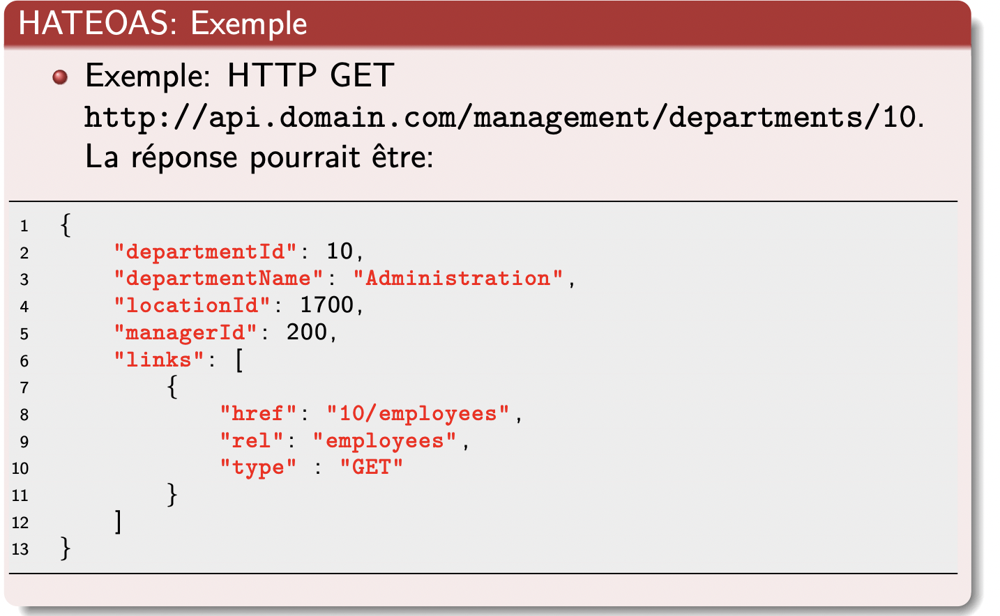 HATEOAS: Exemple
Exemple: HTTP GET
http://api.domain.com/management/departments/10.
La réponse pourrait être:
1 {
2 "departmentId": 10,
3 "departmentName": "Administration",
4 "locationId": 1700,
5 "managerId": 200,
6 "links": [
7 {
8 "href": "10/employees",
9 "rel": "employees",
10 "type" : "GET"
11 }
12 ]
13 }